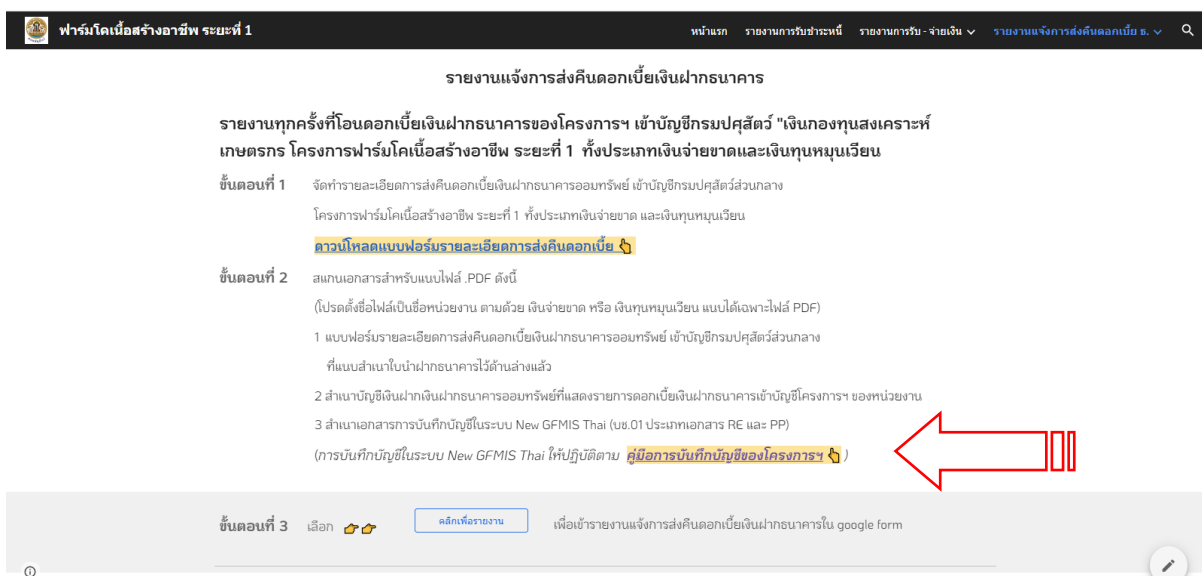 ฟาร์มโคเนื้อสร้างอาชีพ ระยะที่ 1
หน้าแรก รายงานการรับชำระหนี้ รายงานการรับ - จ่ายเงิน รายงานแจ้งการส่งคืนดอกเบี้ย ธ.
รายงานแจ้งการส่งคืนดอกเบี้ยเงินฝากธนาคาร
รายงานทุกครั้งที่โอนดอกเบี้ยเงินฝากธนาคารของโครงการฯ เข้าบัญชีกรมปศุสัตว์ "เงินกองทุนสงเคราะห์
เกษตรกร โครงการฟาร์มโคเนื้อสร้างอาชีพ ระยะที่ 1 ทั้งประเภทเงินจ่ายขาดและเงินทุนหมุนเวียน
ขั้นตอนที่ 1 จัดทำรายละเอียดการส่งคืนดอกเบี้ยเงินฝากธนาคารออมทรัพย์ เข้าบัญชีกรมปศุสัตว์ส่วนกลาง
โครงการฟาร์มโคเนื้อสร้างอาชีพ ระยะที่ 1 ทั้งประเภทเงินจ่ายขาด และเงินทุนหมุนเวียน
ดาวน์โหลดแบบฟอร์มรายละเอียดการส่งคืนดอกเบี้ย
ขั้นตอนที่ 2 สแกนเอกสารสำหรับแนบไฟล์ .PDF ดังนี้
(โปรดตั้งชื่อไฟล์เป็นชื่อหน่วยงาน ตามด้วย เงินจ่ายขาด หรือ เงินทุนหมุนเวียน แนบได้เฉพาะไฟล์ PDF)
1 แบบฟอร์มรายละเอียดการส่งคืนดอกเบี้ยเงินฝากธนาคารออมทรัพย์ เข้าบัญชีกรมปศุสัตว์ส่วนกลาง
ที่แนบสำเนาใบนำฝากธนาคารไว้ด้านล่างแล้ว
2 สำเนาบัญชีเงินฝากเงินฝากธนาคารออมทรัพย์ที่แสดงรายการดอกเบี้ยเงินฝากธนาคารเข้าบัญชีโครงการฯ ของหน่วยงาน
3 สำเนาเอกสารการบันทึกบัญชีในระบบ New GFMIS Thai (บช.01 ประเภทเอกสาร RE และ PP)
(การบันทึกบัญชีในระบบ New GFMIS Thai ให้ปฏิบัติตาม คู่มือการบันทึกบัญชีของโครงการฯ )
ขั้นตอนที่ 3 เลือก คลิกเพื่อรายงาน เพื่อเข้ารายงานแจ้งการส่งคืนดอกเบี้ยเงินฝากธนาคารใน google form